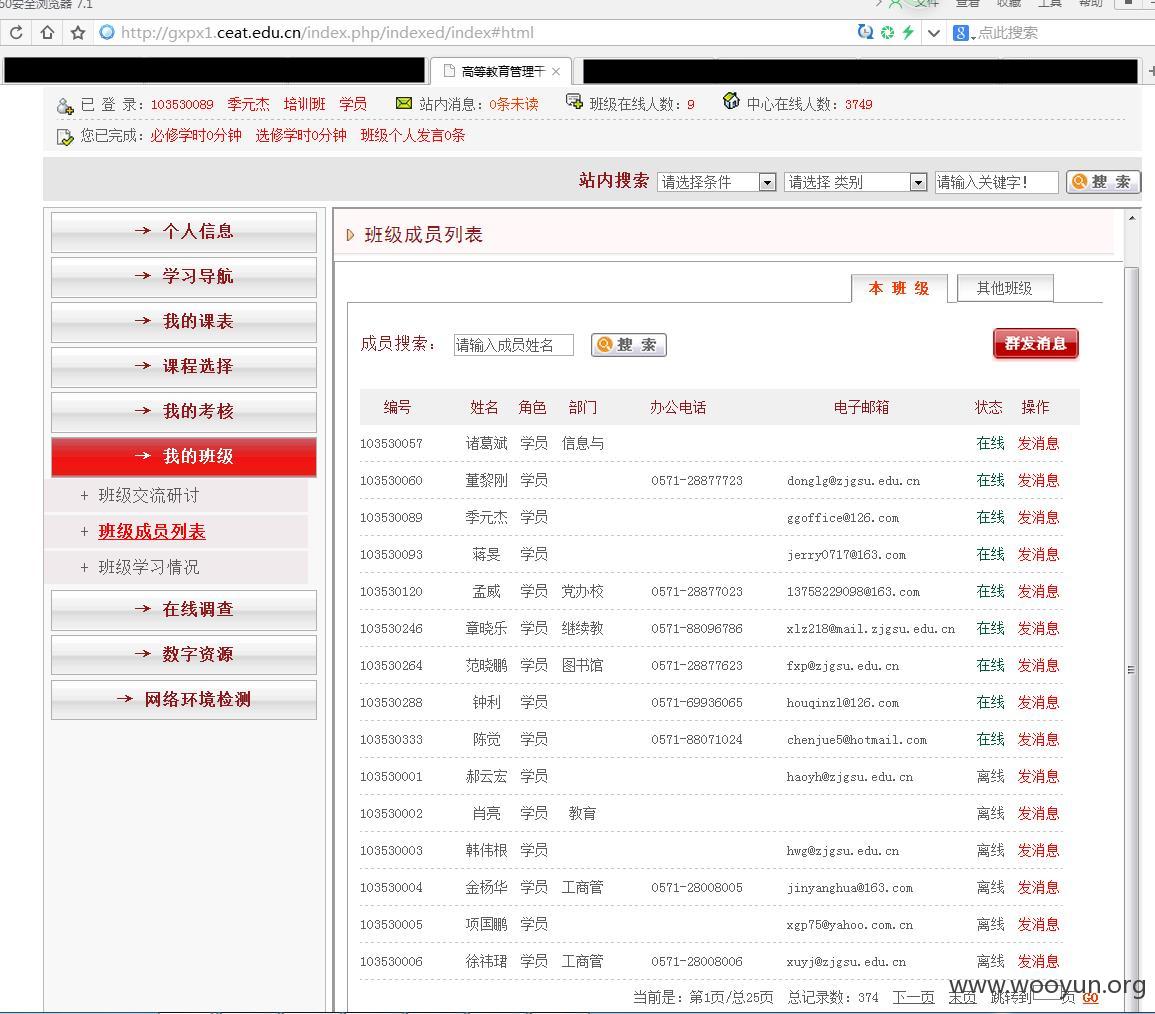 60安全浏览器 7.1
文件 查看 收藏 工具 帮助
http://gxpx1.ceat.edu.cn/index.php/indexed/index#html
点此搜索
高等教育管理干
已 登 录：103530089 季元杰 培训班 学员 站内消息：0条未读 班级在线人数：9 中心在线人数：3749
您已完成：必修学时0分钟 选修学时0分钟 班级个人发言0条
站内搜索 请选择条件 请选择 类别 请输入关键字! 搜 索
→ 个人信息
→ 学习导航
→ 我的课表
→ 课程选择
→ 我的考核
→ 我的班级
+ 班级交流研讨
+ 班级成员列表
+ 班级学习情况
→ 在线调查
→ 数字资源
→ 网络环境检测
班级成员列表
本 班 级 其他班级
成员搜索： 请输入成员姓名 搜 索 群发消息
编号 姓名 角色 部门 办公电话 电子邮箱 状态 操作
103530057 诸葛斌 学员 信息与 在线 发消息
103530060 董黎刚 学员 0571-28877723 donglg@zjgsu.edu.cn 在线 发消息
103530089 季元杰 学员 ggoffice@126.com 在线 发消息
103530093 蒋旻 学员 jerry0717@163.com 在线 发消息
103530120 孟威 学员 党办校 0571-28877023 13758229098@163.com 在线 发消息
103530246 章晓乐 学员 继续教 0571-88096786 xlz218@mail.zjgsu.edu.cn 在线 发消息
103530264 范晓鹏 学员 图书馆 0571-28877623 fxp@zjgsu.edu.cn 在线 发消息
103530288 钟利 学员 0571-69936065 houqinzl@126.com 在线 发消息
103530333 陈觉 学员 0571-88071024 chenjue5@hotmail.com 在线 发消息
103530001 郝云宏 学员 haoyh@zjgsu.edu.cn 离线 发消息
103530002 肖亮 学员 教育 离线 发消息
103530003 韩伟根 学员 hwg@zjgsu.edu.cn 离线 发消息
103530004 金杨华 学员 工商管 0571-28008005 jinyanghua@163.com 离线 发消息
103530005 项国鹏 学员 xgp75@yahoo.com.cn 离线 发消息
103530006 徐祎珺 学员 工商管 0571-28008006 xuyj@zjgsu.edu.cn 离线 发消息
当前是：第1页/总25页 总记录数：374 下一页 末页 跳转到 页 GO
www.wooyun.org